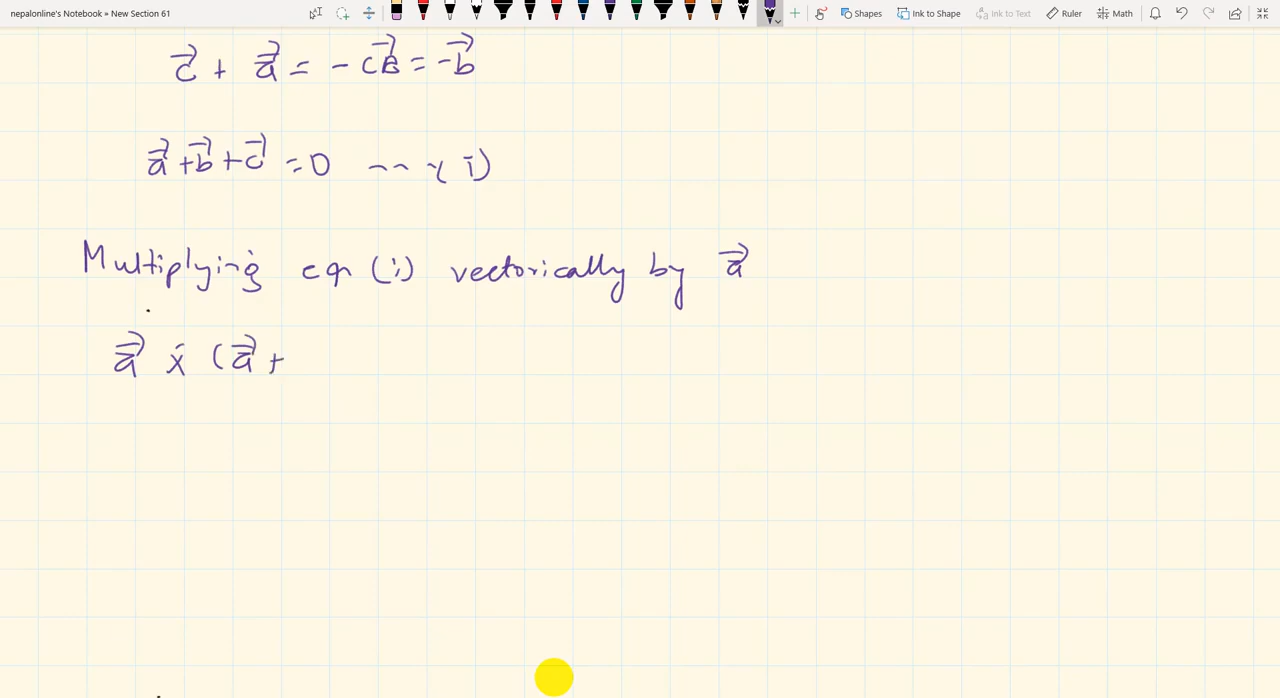 nepalonline's Notebook » New Section 61
Shapes Ink to Shape Ink to Text Ruler Math
c⃗ + a⃗ = - CB⃗ = -b⃗
a⃗ + b⃗ + c⃗ = 0 --- (i)
Multiplying eqn (i) vectorically by a⃗
a⃗ x (a⃗ +